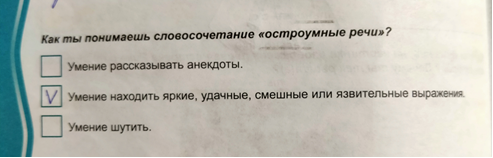 Как ты понимаешь словосочетание «остроумные речи»?
Умение рассказывать анекдоты.
V Умение находить яркие, удачные, смешные или язвительные выражения.
Умение шутить.